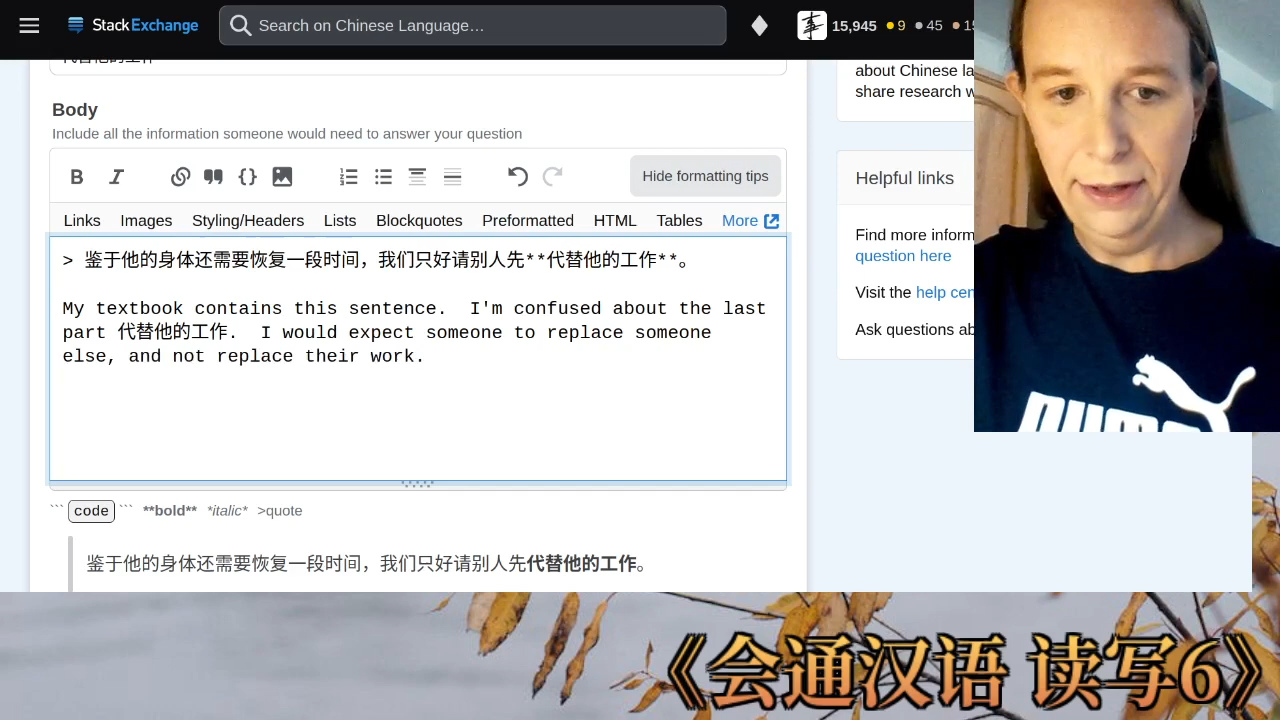 StackExchange
Search on Chinese Language…
15,945
9
45
about Chinese la
share research w
Body
Include all the information someone would need to answer your question
B I
Hide formatting tips
Links Images Styling/Headers Lists Blockquotes Preformatted HTML Tables More
> 鉴于他的身体还需要恢复一段时间，我们只好请别人先**代替他的工作**。
My textbook contains this sentence.  I'm confused about the last
part 代替他的工作.  I would expect someone to replace someone
else, and not replace their work.
``` code ``` **bold** *italic* >quote
鉴于他的身体还需要恢复一段时间，我们只好请别人先代替他的工作。
Helpful links
Find more inform
question here
Visit the help cen
Ask questions ab
PUMA
《会通汉语 读写6》